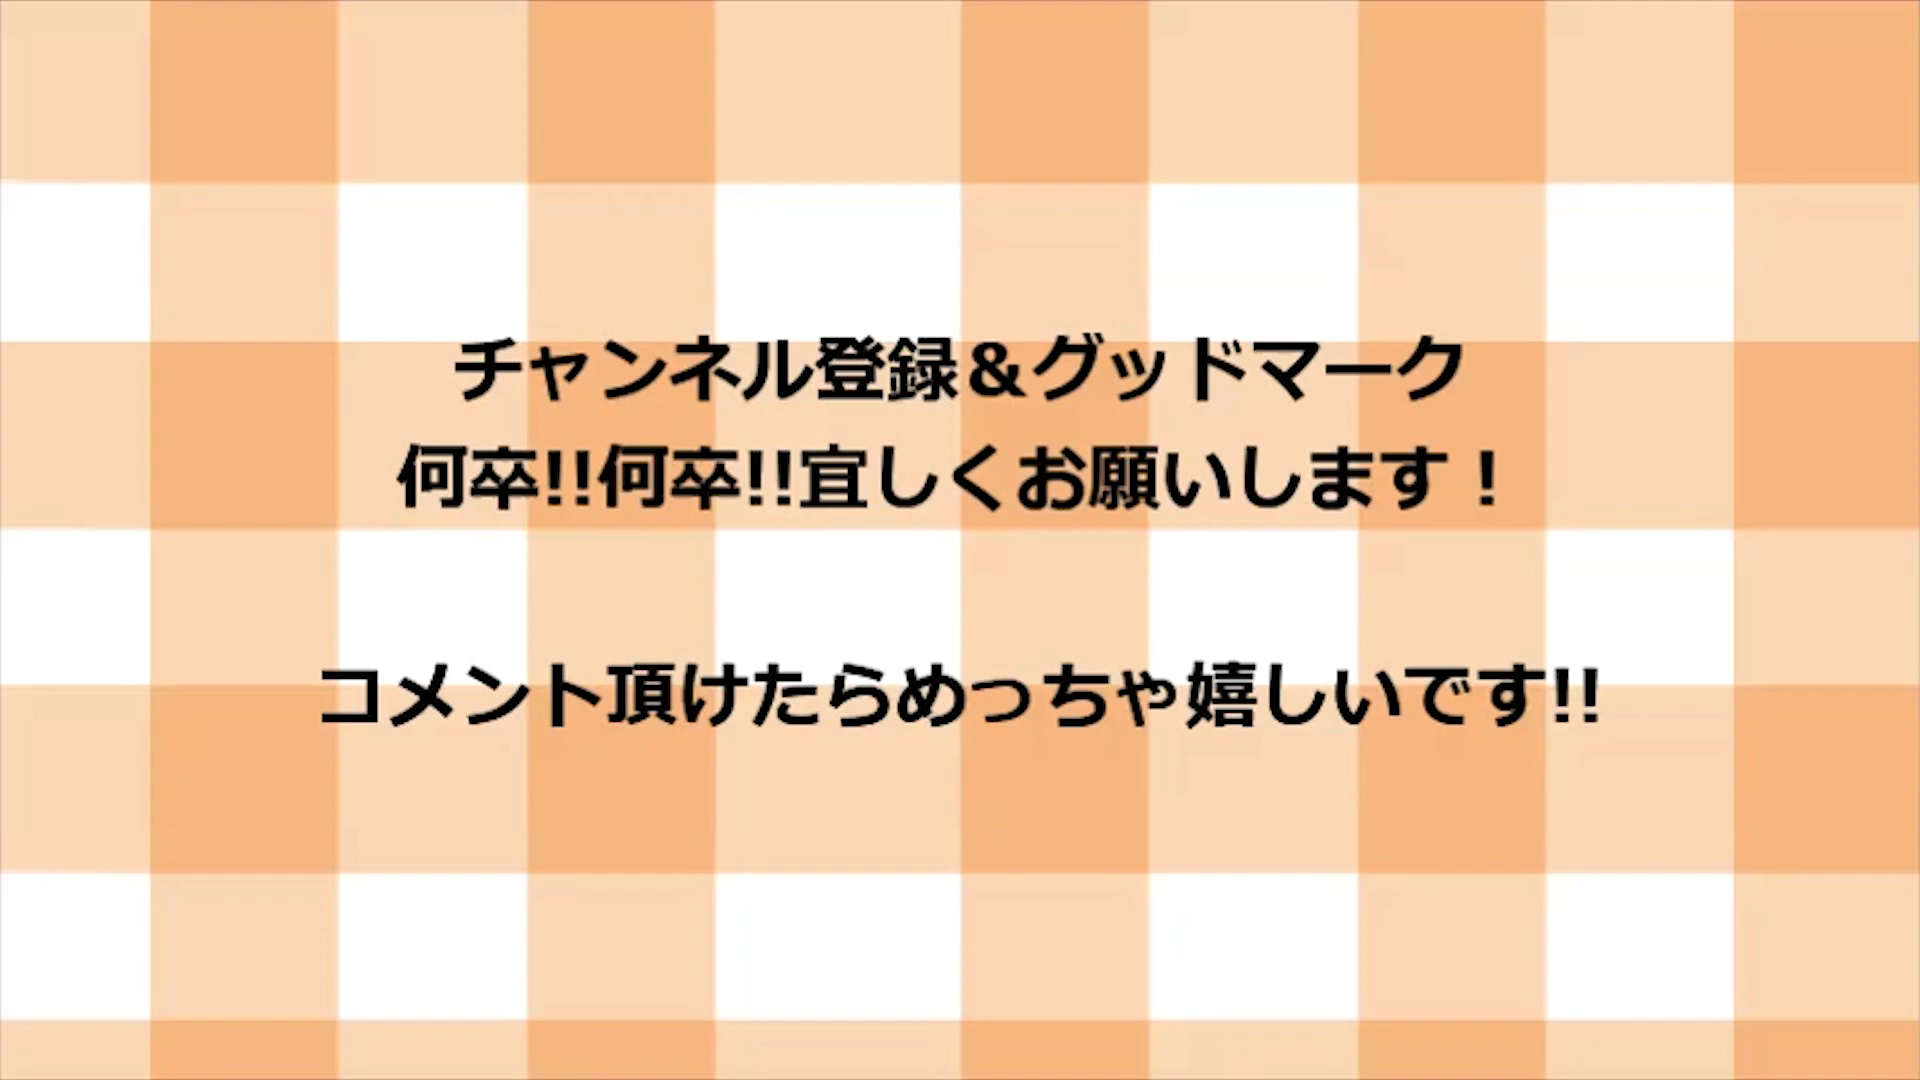 チャンネル登録＆グッドマーク
何卒!!何卒!!宜しくお願いします！
コメント頂けたらめっちゃ嬉しいです!!